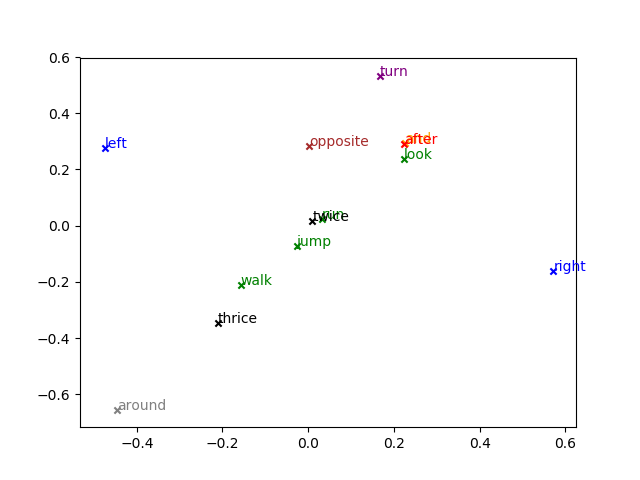 turn
left
opposite
after
look
twice
run
jump
right
walk
thrice
around
0.6
0.4
0.2
0.0
−0.2
−0.4
−0.6
−0.4
−0.2
0.0
0.2
0.4
0.6